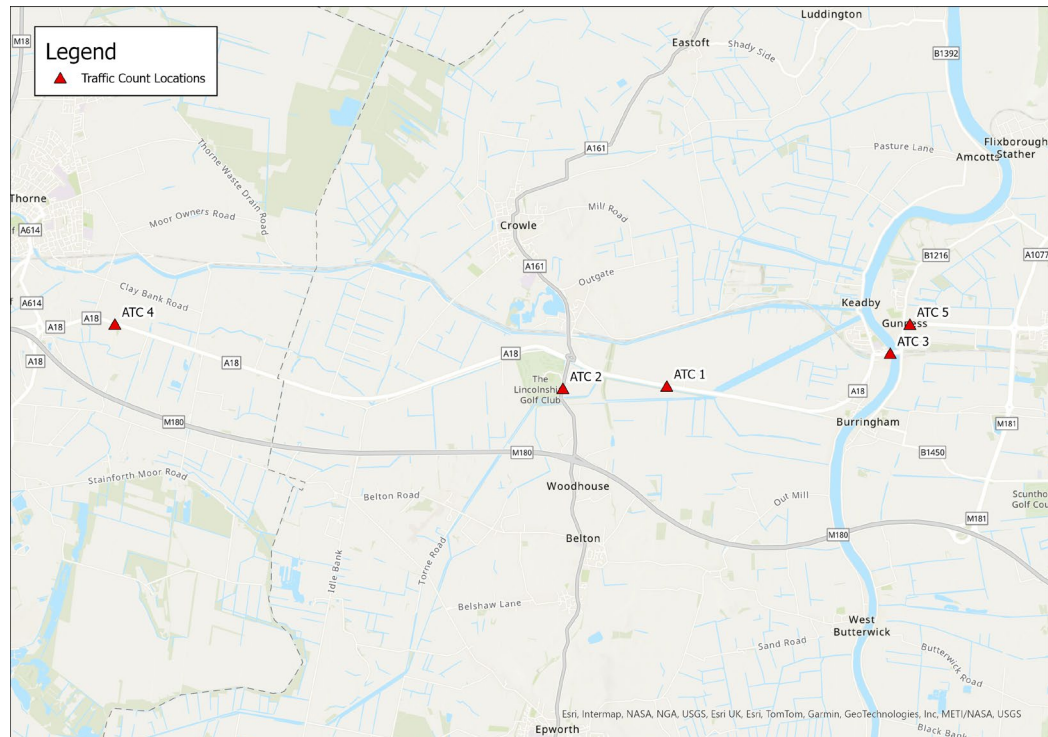 Luddington
M18
Legend
Traffic Count Locations
Eastoft
Shady Side
B1392
Thorne Waste Drain Road
A161
Pasture Lane
Flixborough
Stather
Amcotts
Thorne
Moor Owners Road
Mill Road
Crowle
A614
B1216
A1077
A161
Outgate
Clay Bank Road
A614
Keadby
ATC 4
ATC 5
A18
A18
Gunness
A18
A18
A18
ATC 3
The
Lincolnshi
Golf Club
ATC 2
ATC 1
A18
M180
Burringham
M181
M180
B1450
Stainforth Moor Road
Woodhouse
Belton Road
Out Mill
Scuntho
Golf Cou
M181
Belton
M180
Idle Bank
Torne Road
Belshaw Lane
West
Butterwick
Sand Road
Butterwick Road
Esri, Intermap, NASA, NGA, USGS, Esri UK, Esri, TomTom, Garmin, GeoTechnologies, Inc, METI/NASA, USGS
Epworth
Black Bank